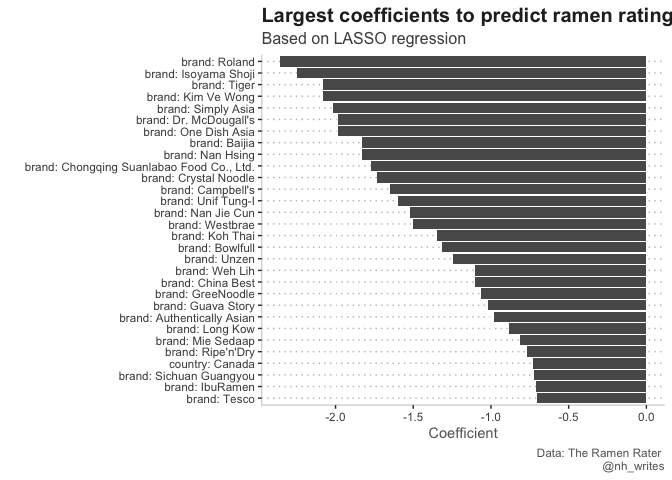 Largest coefficients to predict ramen rating
Based on LASSO regression
brand: Roland
brand: Isoyama Shoji
brand: Tiger
brand: Kim Ve Wong
brand: Simply Asia
brand: Dr. McDougall's
brand: One Dish Asia
brand: Baijia
brand: Nan Hsing
brand: Chongqing Suanlabao Food Co., Ltd.
brand: Crystal Noodle
brand: Campbell's
brand: Unif Tung-I
brand: Nan Jie Cun
brand: Westbrae
brand: Koh Thai
brand: Bowlfull
brand: Unzen
brand: Weh Lih
brand: China Best
brand: GreeNoodle
brand: Guava Story
brand: Authentically Asian
brand: Long Kow
brand: Mie Sedaap
brand: Ripe'n'Dry
country: Canada
brand: Sichuan Guangyou
brand: IbuRamen
brand: Tesco
-2.0 -1.5 -1.0 -0.5 0.0
Coefficient
Data: The Ramen Rater
@nh_writes